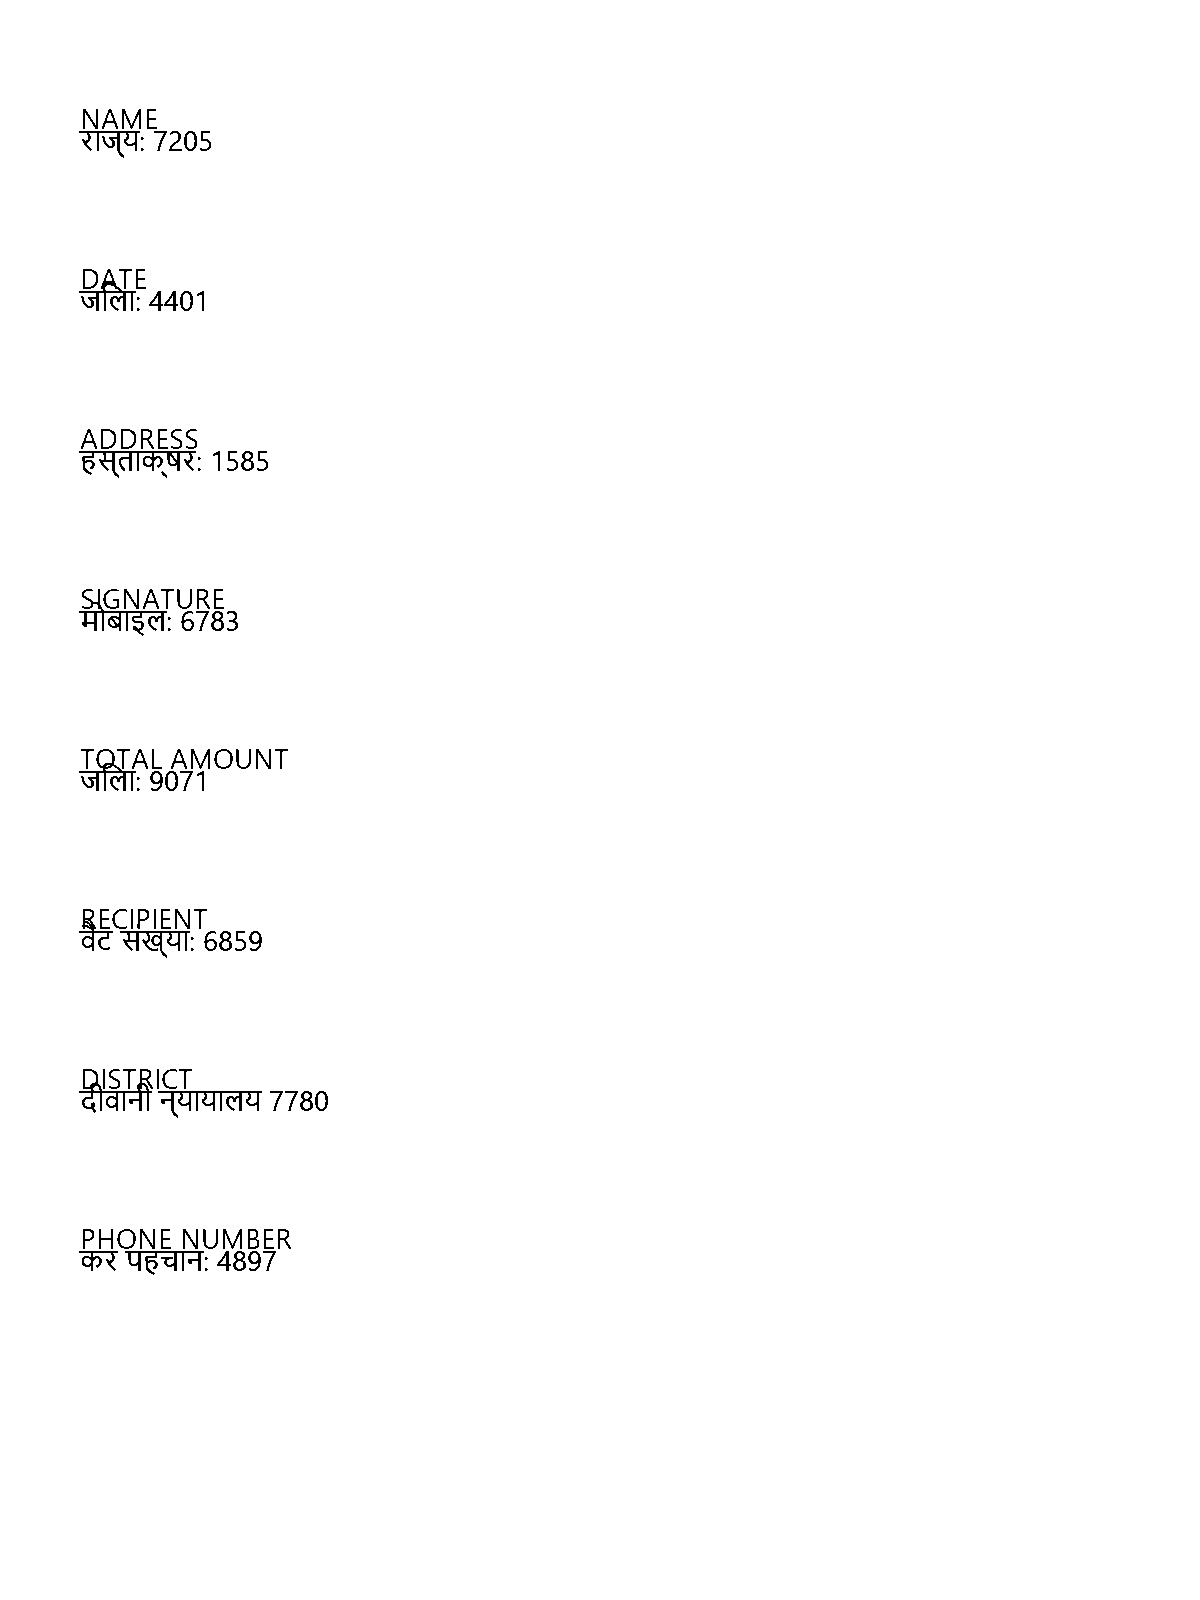 NAME
राज्य: 7205
DATE
जिला: 4401
ADDRESS
हस्ताक्षर: 1585
SIGNATURE
मोबाइल: 6783
TOTAL AMOUNT
जिला: 9071
RECIPIENT
वैट संख्या: 6859
DISTRICT
दीवानी न्यायालय 7780
PHONE NUMBER
कर पहचान: 4897